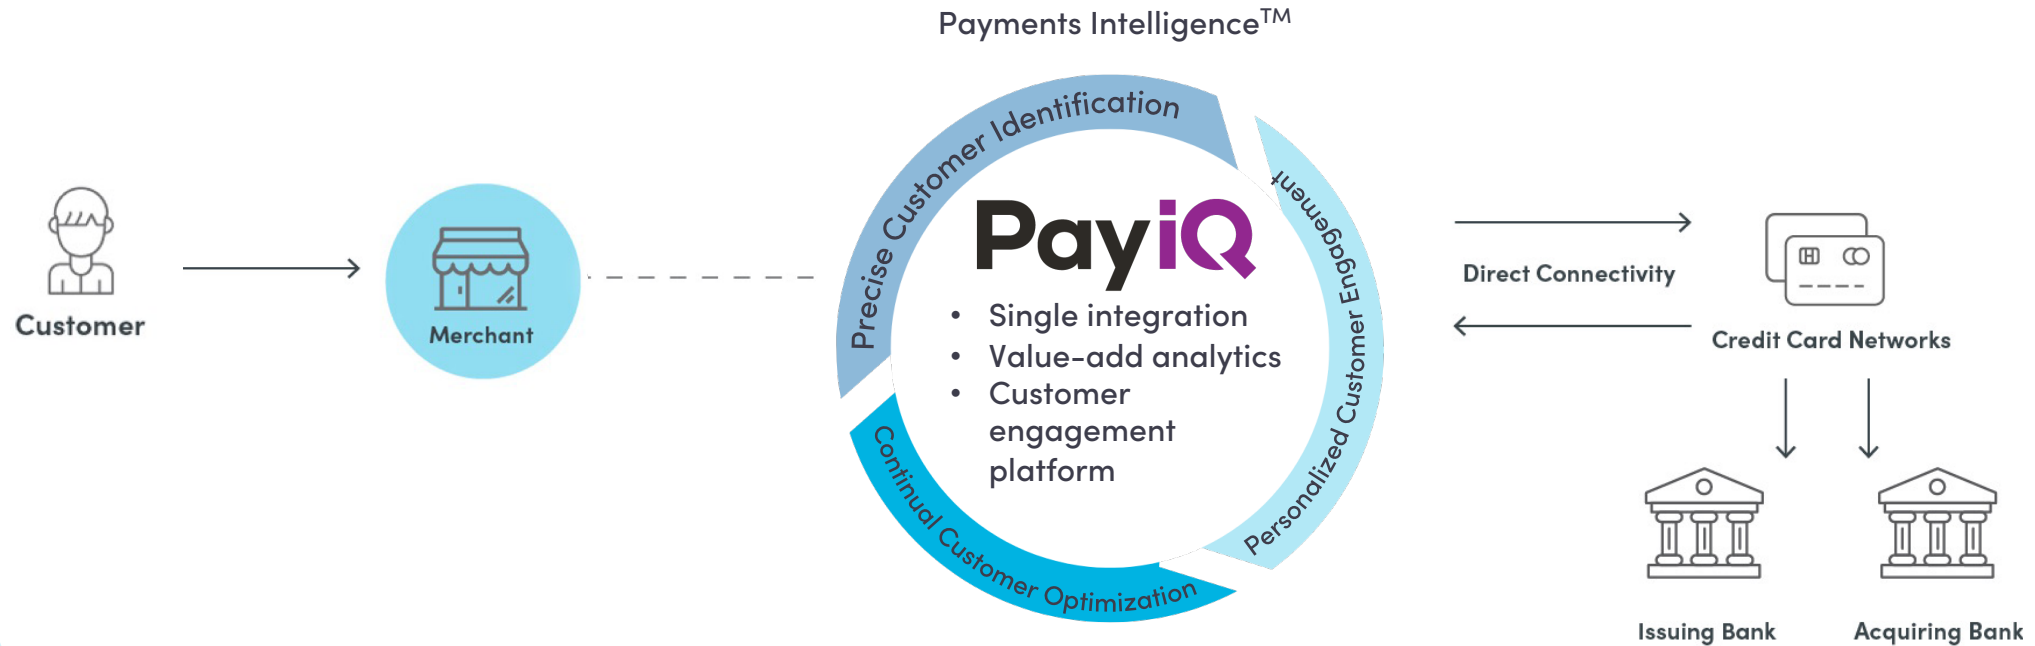 Payments Intelligence™
Precise Customer Identification
Personalized Customer Engagement
Continual Customer Optimization
PayiQ
• Single integration
• Value-add analytics
• Customer
engagement
platform
Customer
Merchant
Direct Connectivity
Credit Card Networks
Issuing Bank
Acquiring Bank